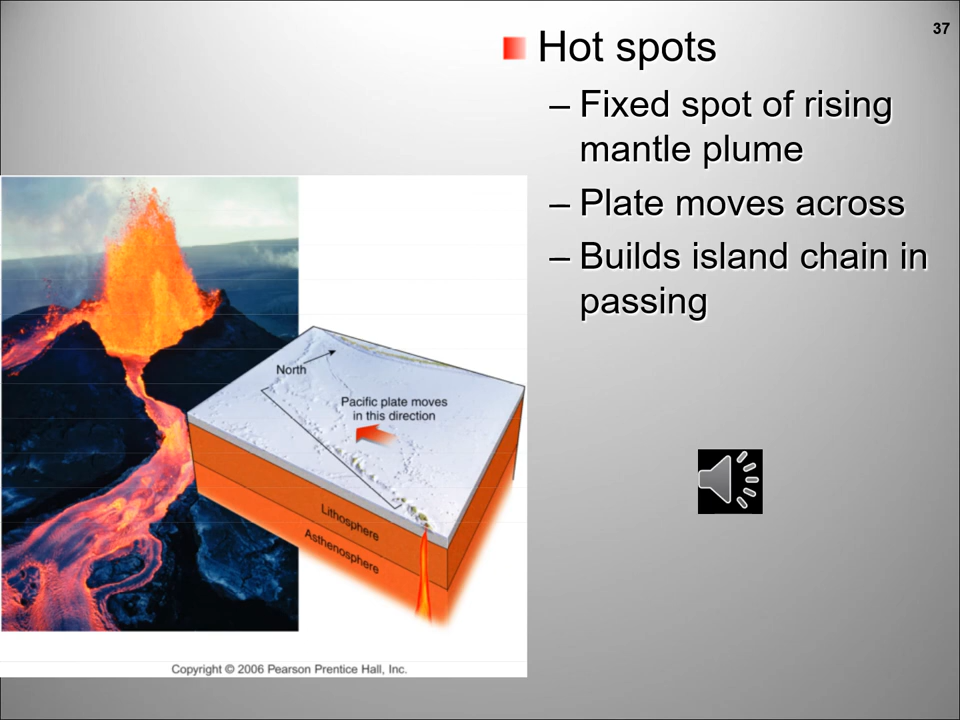 37
Hot spots
– Fixed spot of rising
mantle plume
– Plate moves across
– Builds island chain in
passing
North
Pacific plate moves
in this direction
Lithosphere
Asthenosphere
Copyright © 2006 Pearson Prentice Hall, Inc.